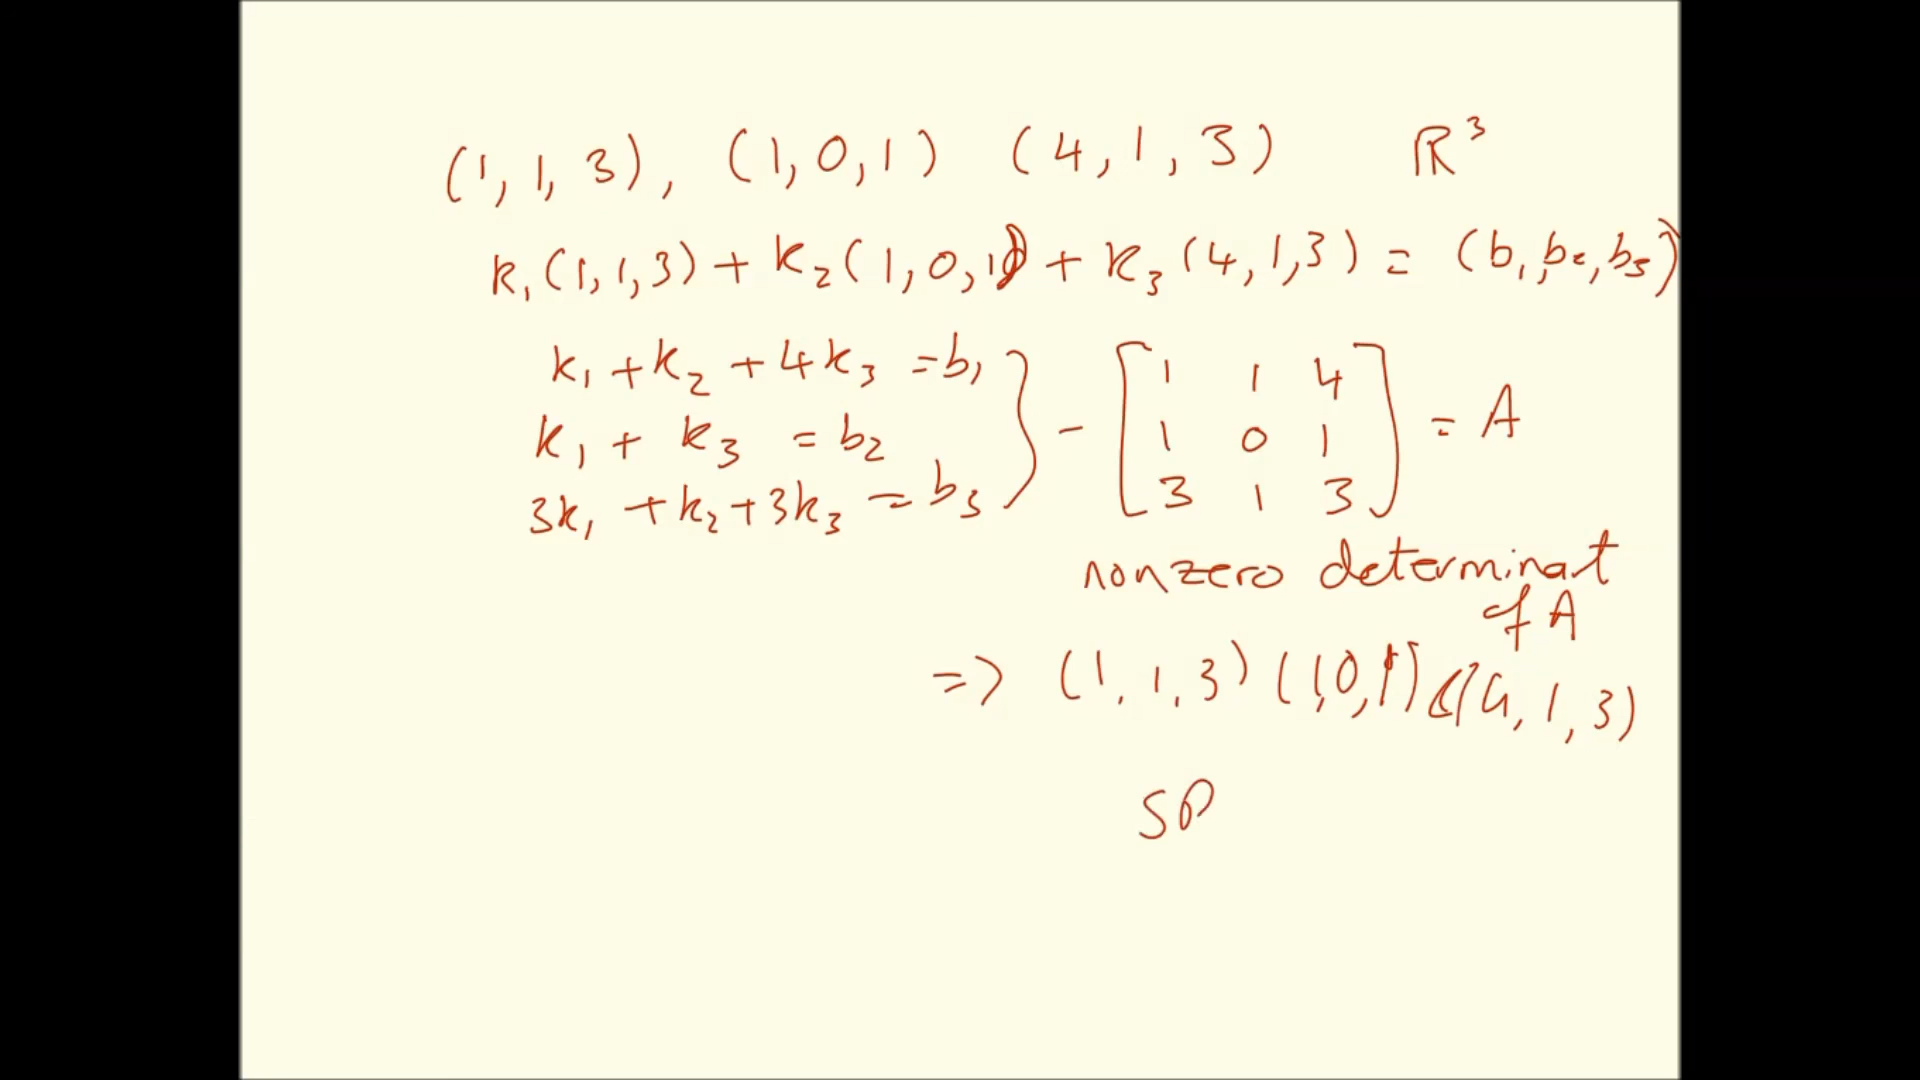 (1, 1, 3), (1, 0, 1) (4, 1, 3) ℝ³
k₁(1, 1, 3) + k₂(1, 0, 1) + k₃(4, 1, 3) = (b₁, b₂, b₃)
k₁ + k₂ + 4k₃ = b₁
k₁ + k₃ = b₂
3k₁ + k₂ + 3k₃ = b₃
- [1 1 4
1 0 1
3 1 3] = A
nonzero determinat
of A
=> (1, 1, 3) (1, 0, 1) (4, 1, 3)